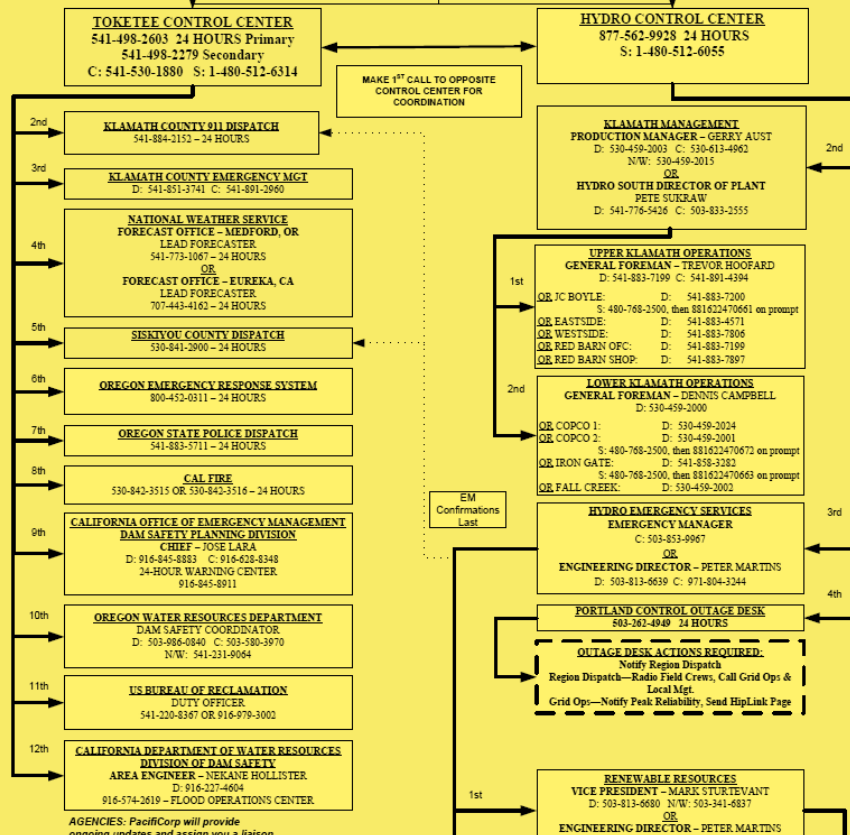 TOKETEE CONTROL CENTER
541-498-2603 24 HOURS Primary
541-498-2279 Secondary
C: 541-530-1880 S: 1-480-512-6314
HYDRO CONTROL CENTER
877-562-9928 24 HOURS
S: 1-480-512-6055
MAKE 1ST CALL TO OPPOSITE
CONTROL CENTER FOR
COORDINATION
2nd
KLAMATH COUNTY 911 DISPATCH
541-884-2152 – 24 HOURS
3rd
KLAMATH COUNTY EMERGENCY MGT
D: 541-851-3741 C: 541-891-2960
4th
NATIONAL WEATHER SERVICE
FORECAST OFFICE – MEDFORD, OR
LEAD FORECASTER
541-773-1067 – 24 HOURS
OR
FORECAST OFFICE – EUREKA, CA
LEAD FORECASTER
707-443-4162 – 24 HOURS
5th
SISKIYOU COUNTY DISPATCH
530-841-2900 – 24 HOURS
6th
OREGON EMERGENCY RESPONSE SYSTEM
800-452-0311 – 24 HOURS
7th
OREGON STATE POLICE DISPATCH
541-883-5711 – 24 HOURS
8th
CAL FIRE
530-842-3515 OR 530-842-3516 – 24 HOURS
9th
CALIFORNIA OFFICE OF EMERGENCY MANAGEMENT
DAM SAFETY PLANNING DIVISION
CHIEF – JOSE LARA
D: 916-845-8883 C: 916-628-8348
24-HOUR WARNING CENTER
916-845-8911
10th
OREGON WATER RESOURCES DEPARTMENT
DAM SAFETY COORDINATOR
D: 503-986-0840 C: 503-580-3970
N/W: 541-231-9064
11th
US BUREAU OF RECLAMATION
DUTY OFFICER
541-220-8367 OR 916-979-3002
12th
CALIFORNIA DEPARTMENT OF WATER RESOURCES
DIVISION OF DAM SAFETY
AREA ENGINEER – NEKANE HOLLISTER
D: 916-227-4604
916-574-2619 – FLOOD OPERATIONS CENTER
AGENCIES: PacifiCorp will provide
ongoing updates and assign you a liaison
KLAMATH MANAGEMENT
PRODUCTION MANAGER – GERRY AUST
D: 530-459-2003 C: 530-613-4962
N/W: 530-459-2015
OR
HYDRO SOUTH DIRECTOR OF PLANT
PETE SUKRAW
D: 541-776-5426 C: 503-833-2555
2nd
1st
UPPER KLAMATH OPERATIONS
GENERAL FOREMAN – TREVOR HOOFARD
D: 541-883-7199 C: 541-891-4394
OR JC BOYLE: D: 541-883-7200
S: 480-768-2500, then 881622470661 on prompt
OR EASTSIDE: D: 541-883-4571
OR WESTSIDE: D: 541-883-7806
OR RED BARN OFC: D: 541-883-7199
OR RED BARN SHOP: D: 541-883-7897
2nd
LOWER KLAMATH OPERATIONS
GENERAL FOREMAN – DENNIS CAMPBELL
D: 530-459-2000
OR COPCO 1: D: 530-459-2024
OR COPCO 2: D: 530-459-2001
S: 480-768-2500, then 881622470672 on prompt
OR IRON GATE: D: 541-858-3282
S: 480-768-2500, then 881622470663 on prompt
OR FALL CREEK: D: 530-459-2002
EM
Confirmations
Last
3rd
HYDRO EMERGENCY SERVICES
EMERGENCY MANAGER
C: 503-853-9967
OR
ENGINEERING DIRECTOR – PETER MARTINS
D: 503-813-6639 C: 971-804-3244
4th
PORTLAND CONTROL OUTAGE DESK
503-262-4949 24 HOURS
OUTAGE DESK ACTIONS REQUIRED:
Notify Region Dispatch
Region Dispatch—Radio Field Crews, Call Grid Ops &
Local Mgt.
Grid Ops—Notify Peak Reliability, Send HipLink Page
1st
RENEWABLE RESOURCES
VICE PRESIDENT – MARK STURTEVANT
D: 503-813-6680 N/W: 503-341-6837
OR
ENGINEERING DIRECTOR – PETER MARTINS